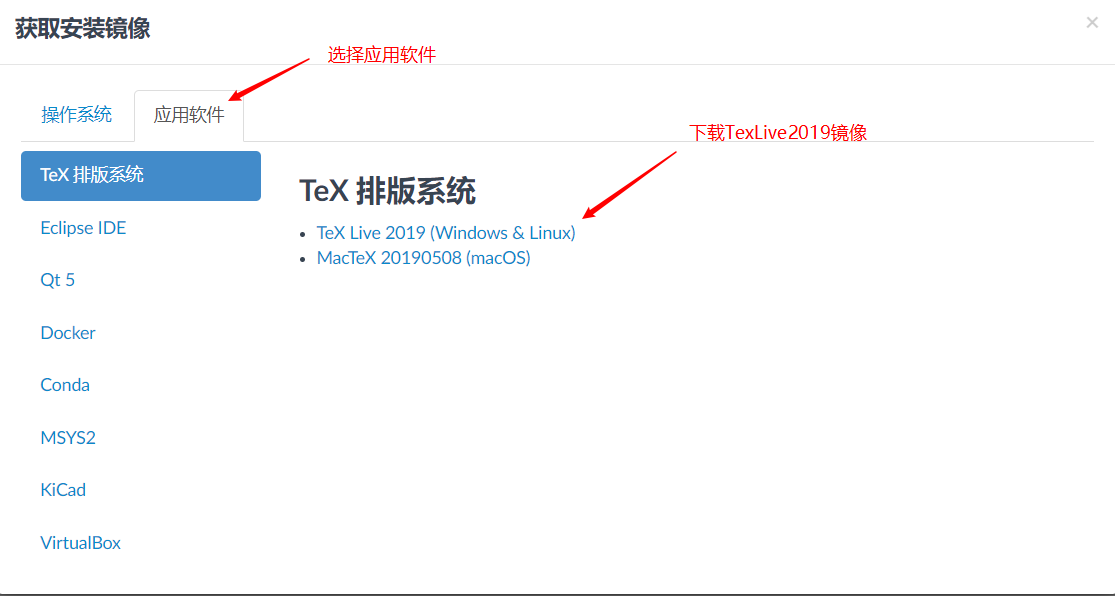 获取安装镜像
×
选择应用软件
操作系统
应用软件
下载TexLive2019镜像
TeX 排版系统
Eclipse IDE
Qt 5
Docker
Conda
MSYS2
KiCad
VirtualBox
TeX 排版系统
• TeX Live 2019 (Windows & Linux)
• MacTeX 20190508 (macOS)